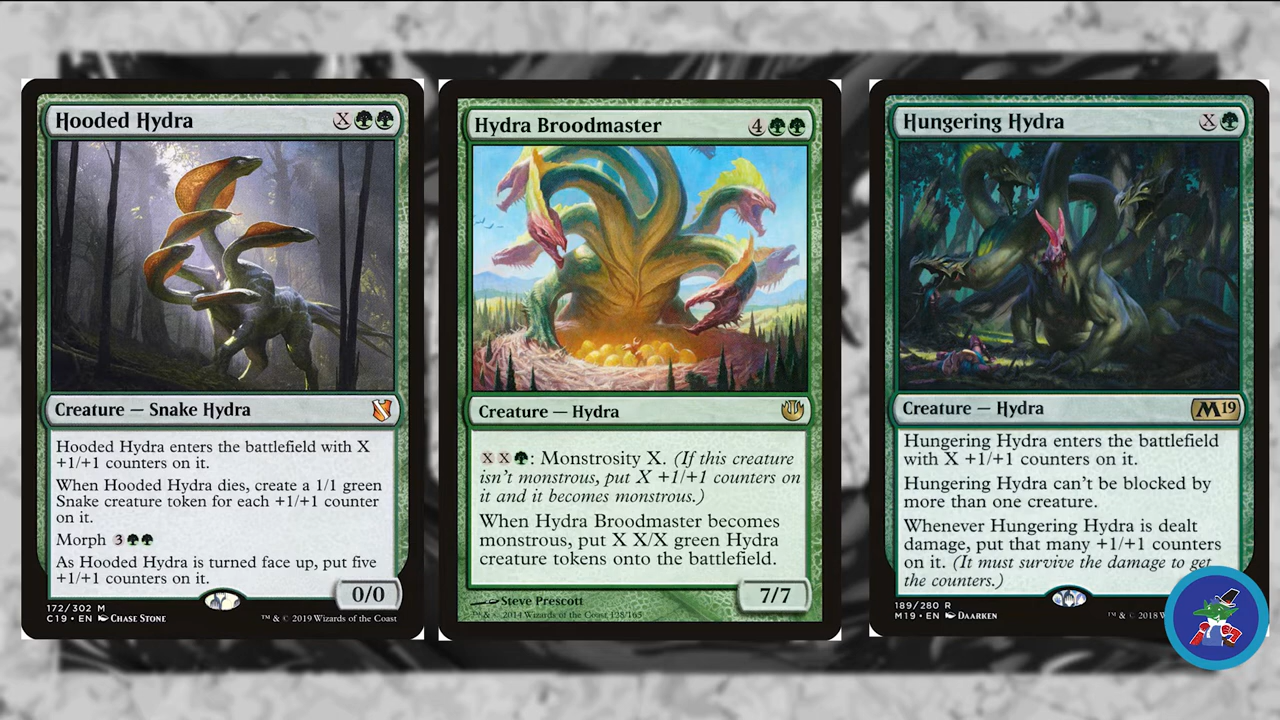 Hooded Hydra X
Creature — Snake Hydra
Hooded Hydra enters the battlefield with X
+1/+1 counters on it.
When Hooded Hydra dies, create a 1/1 green
Snake creature token for each +1/+1 counter
on it.
Morph 3
As Hooded Hydra is turned face up, put five
+1/+1 counters on it.
0/0
172/302 M
C19 • EN Chase Stone
™ & © 2019 Wizards of the Coast
Hydra Broodmaster 4
Creature — Hydra
X X : Monstrosity X. (If this creature
isn't monstrous, put X +1/+1 counters on
it and it becomes monstrous.)
When Hydra Broodmaster becomes
monstrous, put X X/X green Hydra
creature tokens onto the battlefield.
7/7
Steve Prescott
™ & © 2014 Wizards of the Coast 128/165
Hungering Hydra X
Creature — Hydra
M19
Hungering Hydra enters the battlefield
with X +1/+1 counters on it.
Hungering Hydra can't be blocked by
more than one creature.
Whenever Hungering Hydra is dealt
damage, put that many +1/+1 counters
on it. (It must survive the damage to get
the counters.)
189/280 R
M19 • EN Daarken
™ & © 2018